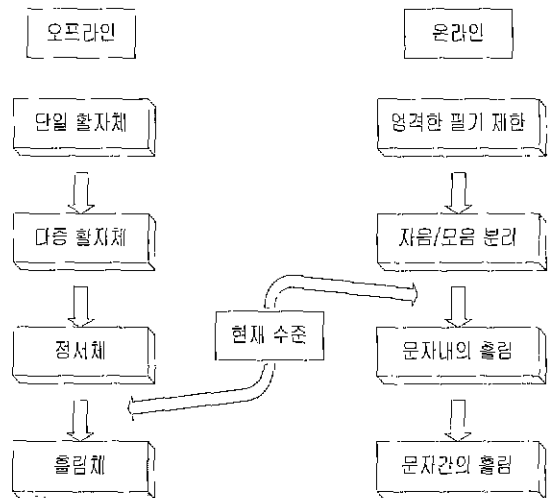 오프라인
온라인
단일 활자체
엄격한 필기 제한
다중 활자체
자음/모음 분리
현재 수준
정서체
문자내의 흘림
흘림체
문자간의 흘림